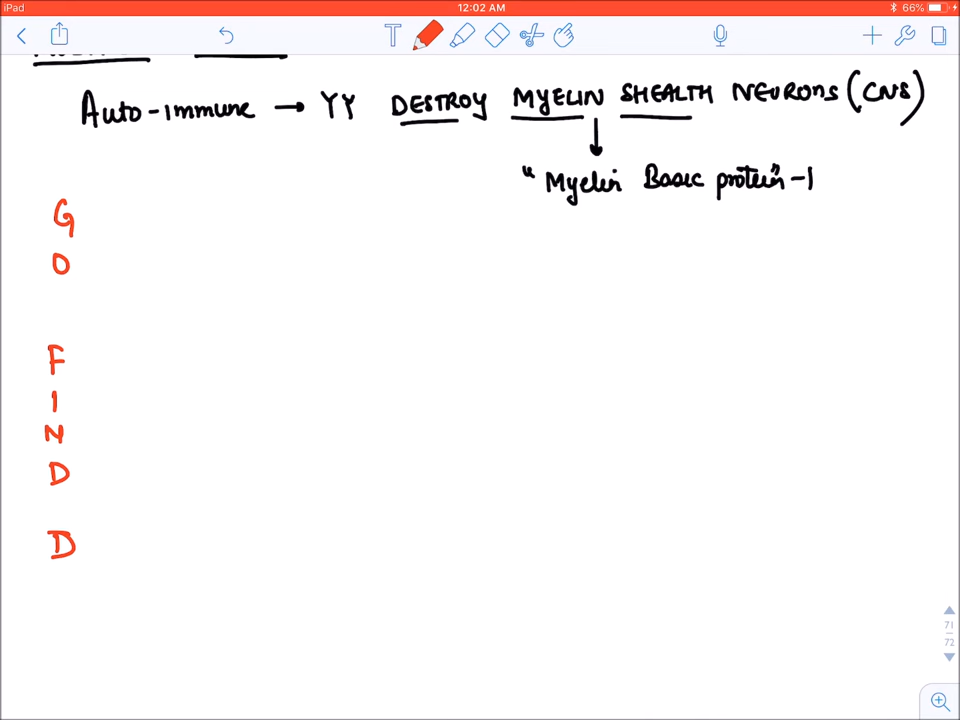 iPad
12:02 AM
66%
T
Auto-immune → YY DESTROY MYELIN SHEALTH NEURONS (CNS)
"Myelin Basic protein"-1
G
O
F
I
N
D
D
71
72